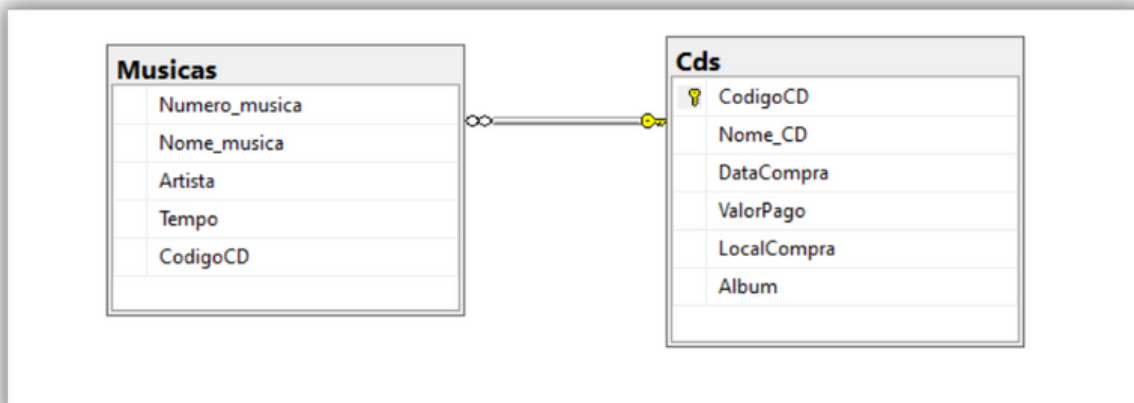 Musicas
Numero_musica
Nome_musica
Artista
Tempo
CodigoCD
Cds
CodigoCD
Nome_CD
DataCompra
ValorPago
LocalCompra
Album